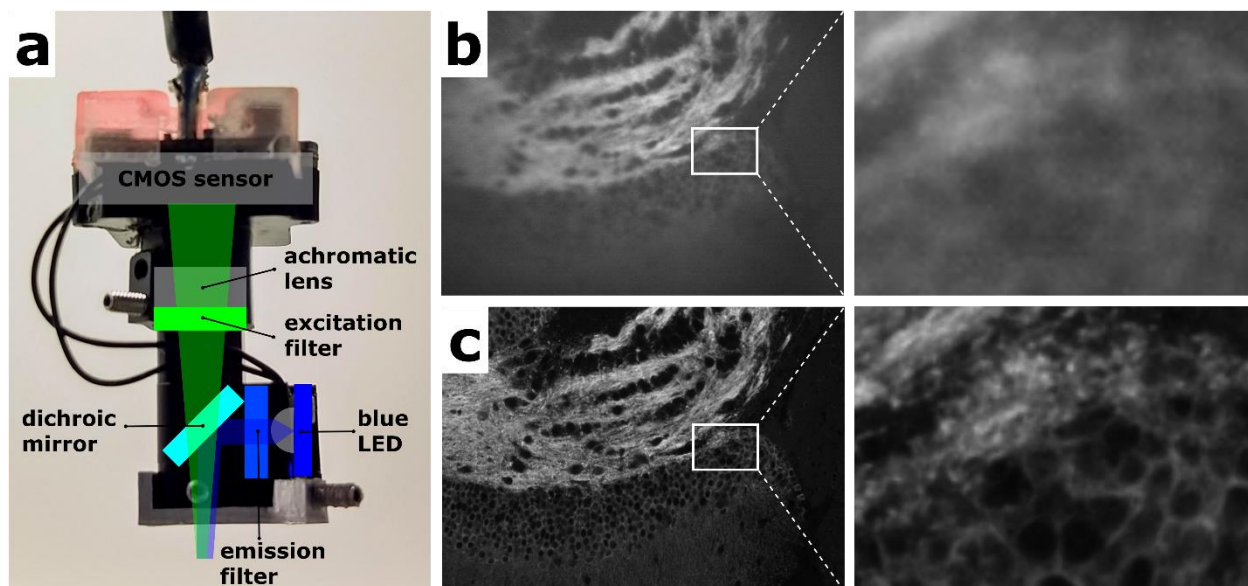 a
CMOS sensor
achromatic
lens
excitation
filter
dichroic
mirror
blue
LED
emission
filter
b
c